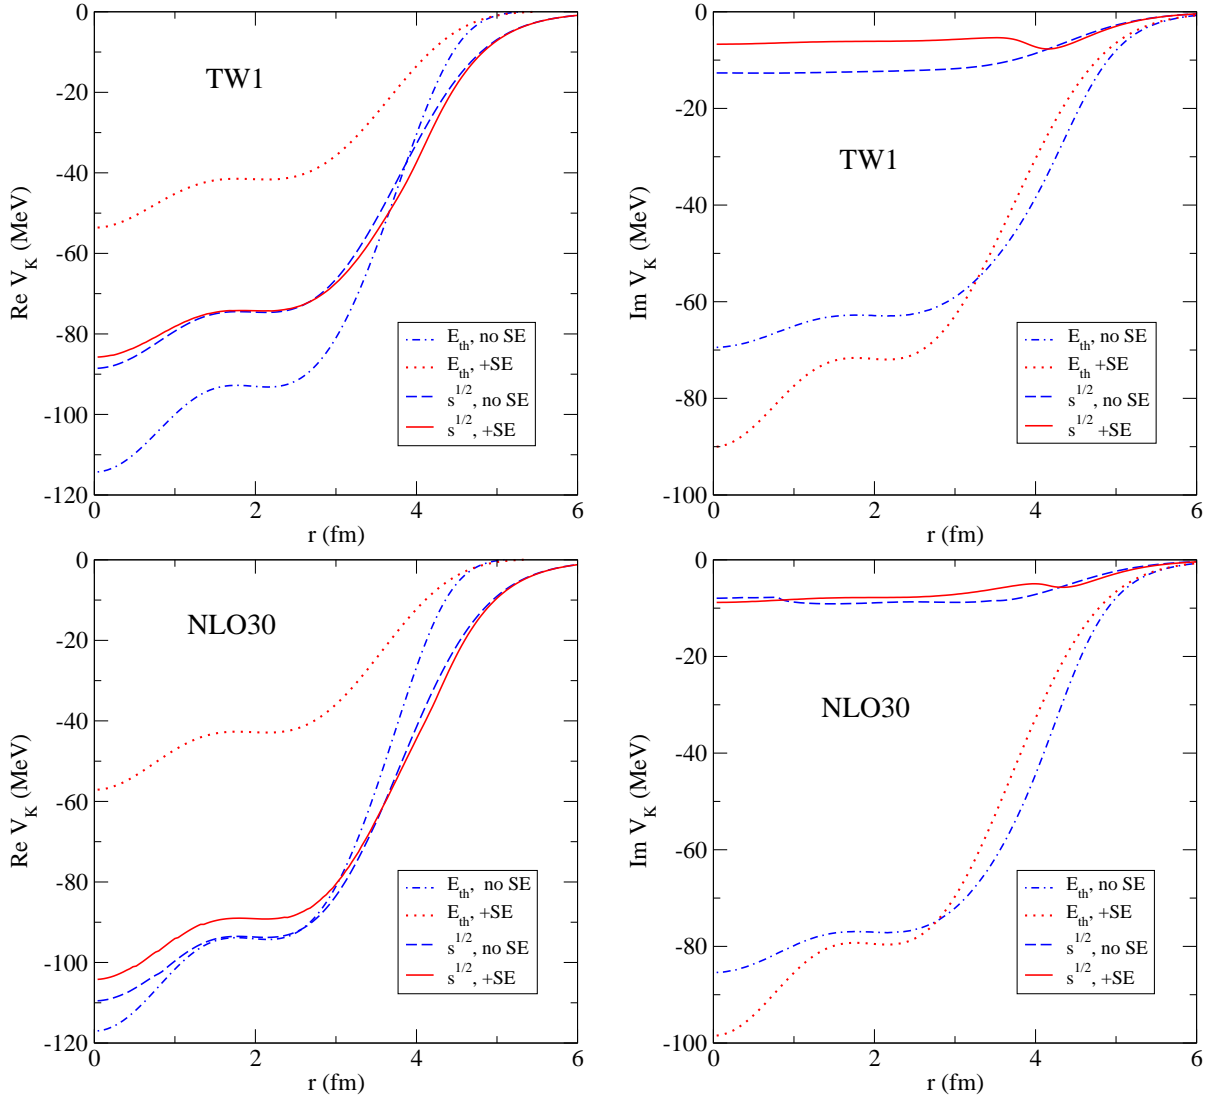 0
-20
-40
-60
-80
-100
-120
Re V_K (MeV)
TW1
E_th, no SE
E_th, +SE
s^1/2, no SE
s^1/2, +SE
0
2
4
6
r (fm)
0
-20
-40
-60
-80
-100
Im V_K (MeV)
TW1
E_th, no SE
E_th, +SE
s^1/2, no SE
s^1/2 +SE
0
2
4
6
r (fm)
0
-20
-40
-60
-80
-100
-120
Re V_K (MeV)
NLO30
E_th, no SE
E_th, +SE
s^1/2, no SE
s^1/2, +SE
0
2
4
6
r (fm)
0
-20
-40
-60
-80
-100
Im V_K (MeV)
NLO30
E_th, no SE
E_th, +SE
s^1/2, no SE
s^1/2, +SE
0
2
4
6
r (fm)